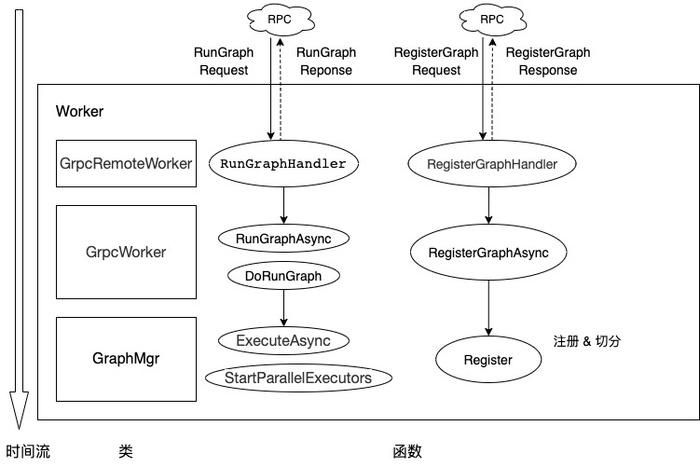 RPC
RPC
RunGraph
Request
RunGraph
Reponse
RegisterGraph
Request
RegisterGraph
Response
Worker
GrpcRemoteWorker
RunGraphHandler
RegisterGraphHandler
GrpcWorker
RunGraphAsync
RegisterGraphAsync
DoRunGraph
GraphMgr
ExecuteAsync
Register
注册 & 切分
StartParallelExecutors
时间流
类
函数